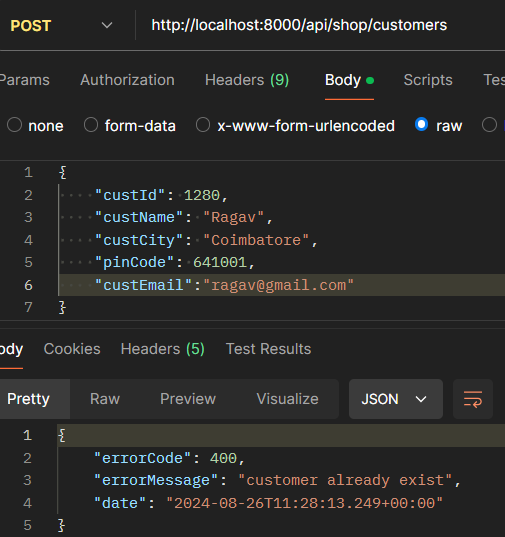 POST http://localhost:8000/api/shop/customers
Params Authorization Headers (9) Body Scripts Tes
none form-data x-www-form-urlencoded raw
1 {
2 "custId": 1280,
3 "custName": "Ragav",
4 "custCity": "Coimbatore",
5 "pinCode": 641001,
6 "custEmail":"ragav@gmail.com"
7 }
ody Cookies Headers (5) Test Results
Pretty Raw Preview Visualize JSON
1 {
2 "errorCode": 400,
3 "errorMessage": "customer already exist",
4 "date": "2024-08-26T11:28:13.249+00:00"
5 }